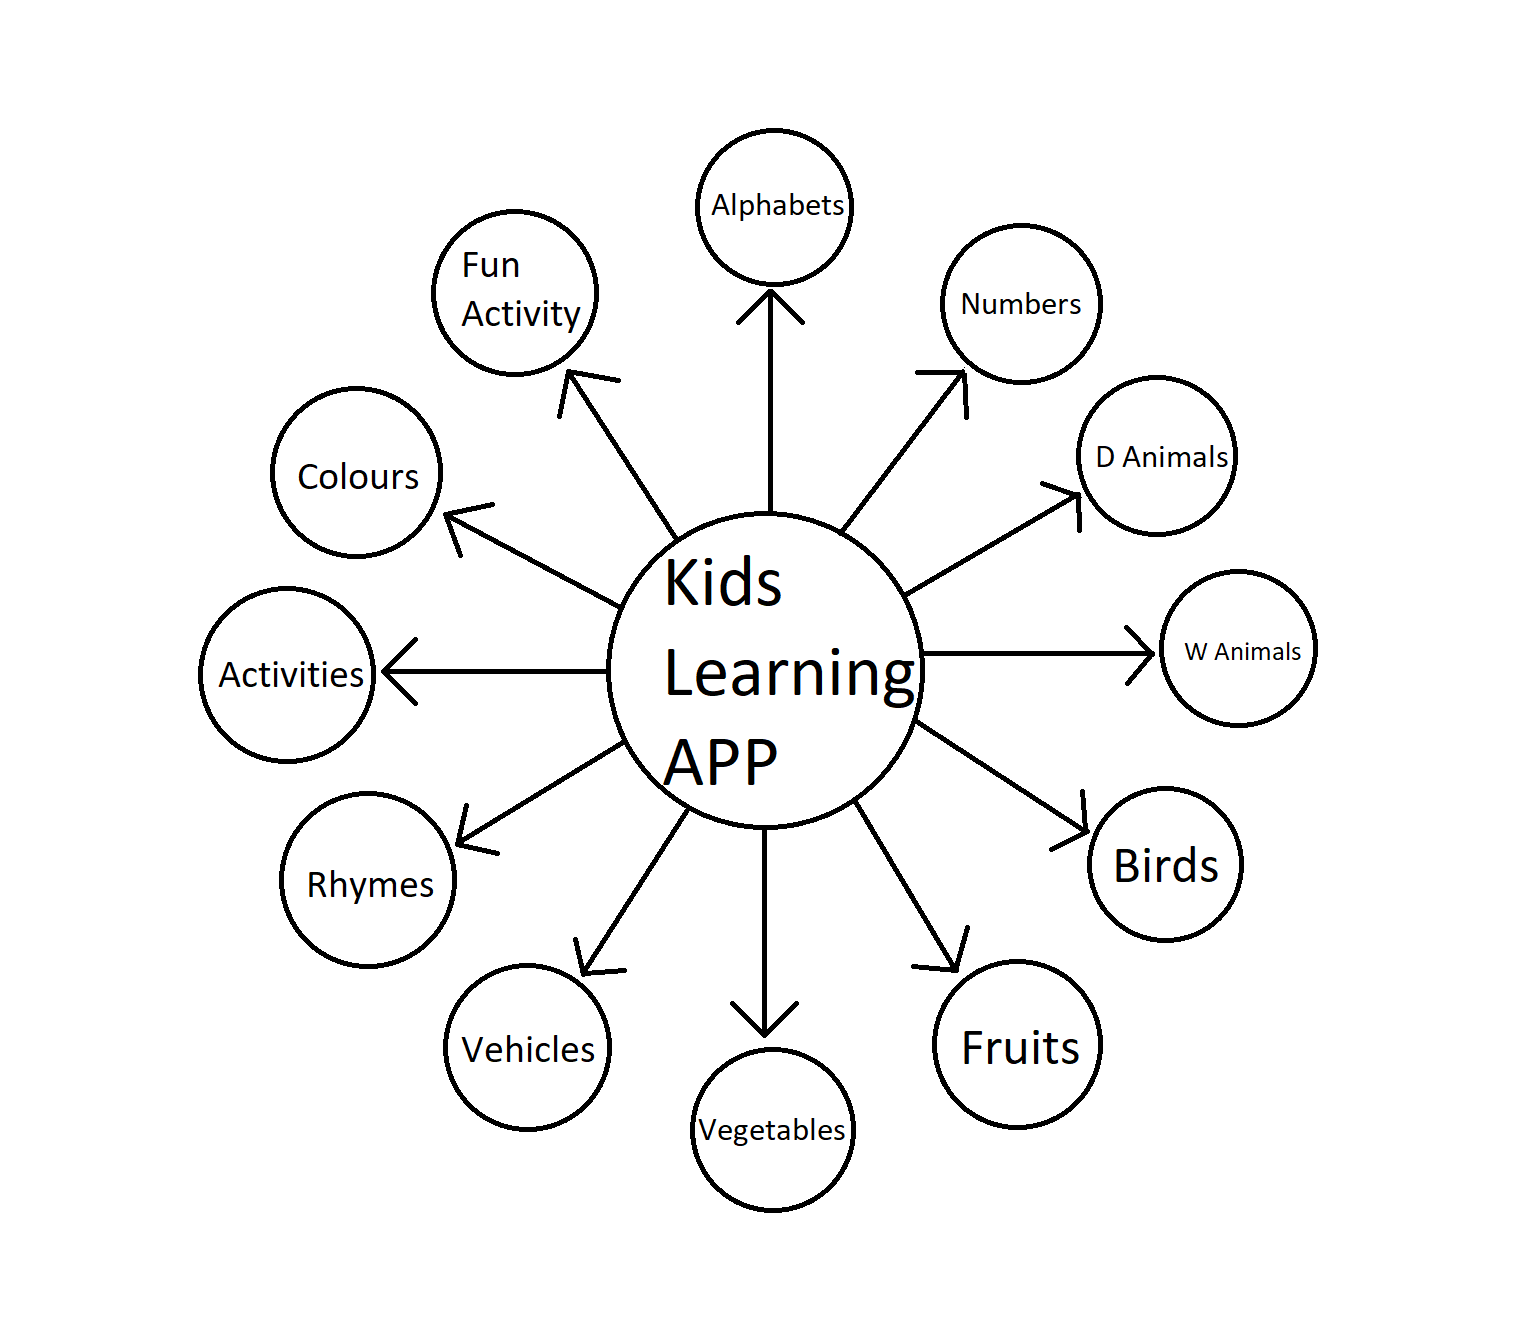 Alphabets
Numbers
D Animals
W Animals
Birds
Fruits
Vegetables
Vehicles
Rhymes
Activities
Colours
Fun
Activity
Kids
Learning
APP